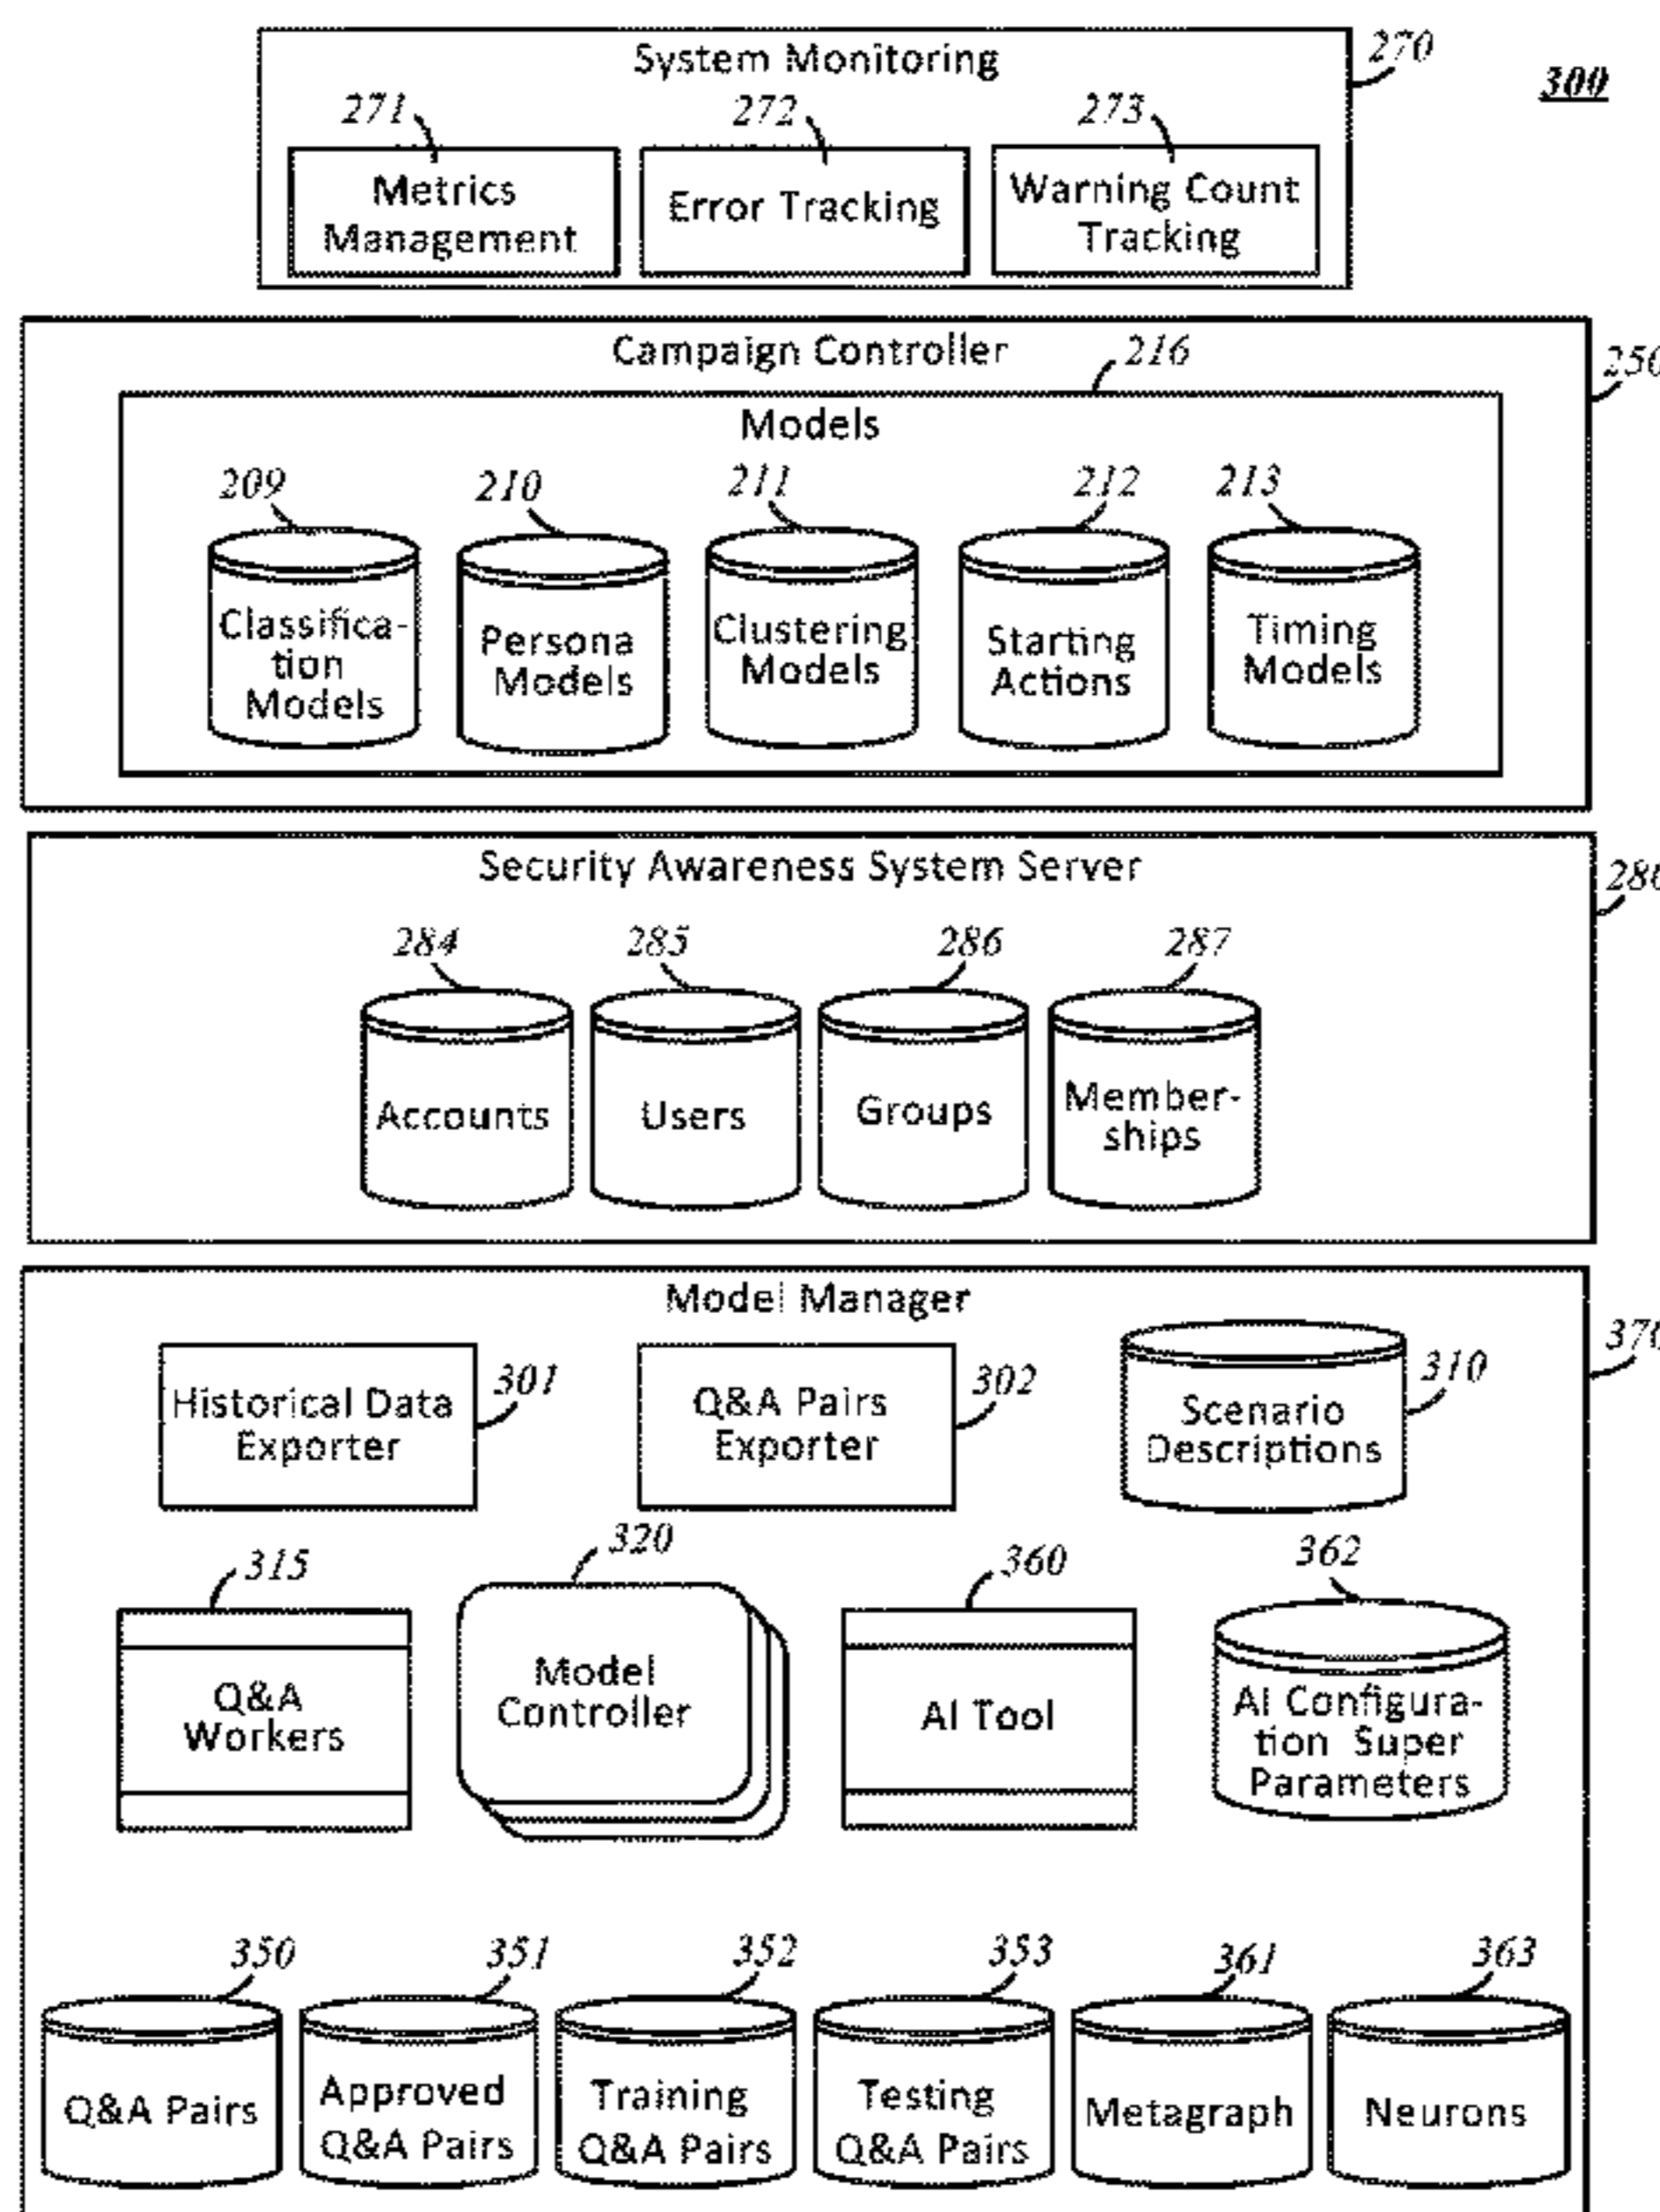 System Monitoring
270
300
271
272
273
Metrics
Management
Error Tracking
Warning Count
Tracking
Campaign Controller
216
250
Models
209
210
211
212
213
Classifica-
tion
Models
Persona
Models
Clustering
Models
Starting
Actions
Timing
Models
Security Awareness System Server
284
285
286
287
Accounts
Users
Groups
Member-
ships
Model Manager
301
302
310
Historical Data
Exporter
Q&A Pairs
Exporter
Scenario
Descriptions
315
320
360
362
Q&A
Workers
Model
Controller
AI Tool
AI Configura-
tion Super
Parameters
350
351
352
353
361
363
Q&A Pairs
Approved
Q&A Pairs
Training
Q&A Pairs
Testing
Q&A Pairs
Metagraph
Neurons